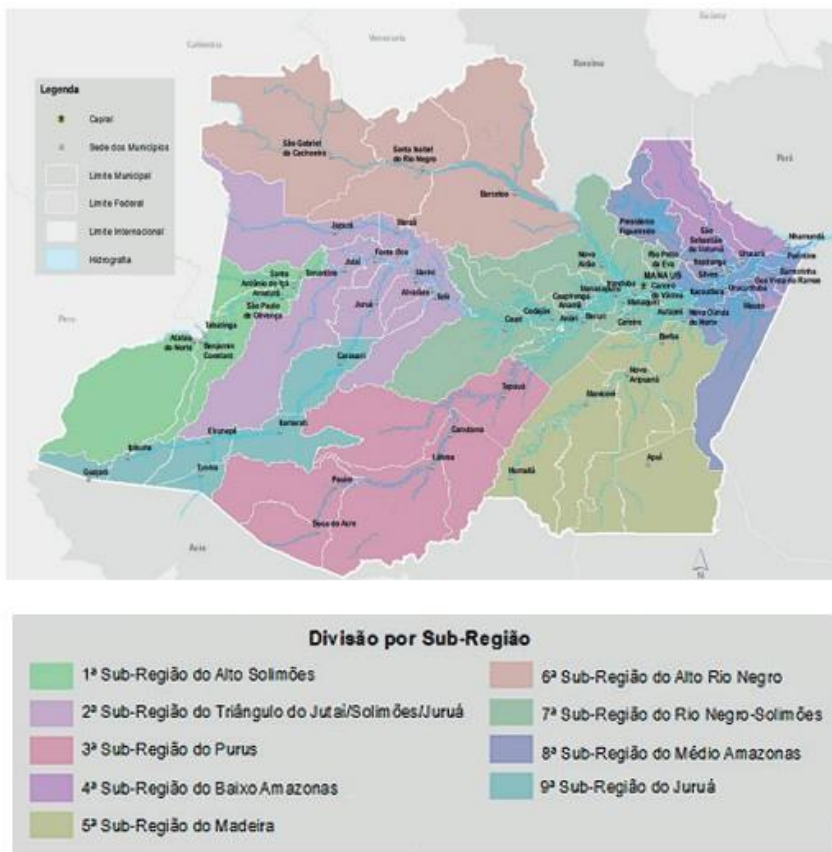 Colômbia
Venezuela
Guiana
Roraima
Pará
Peru
Acre
Legenda
Capital
Sede dos Municípios
Limite Municipal
Limite Federal
Limite Internacional
Hidrografia
São Gabriel
da Cachoeira
Santa Isabel
do Rio Negro
Barcelos
Japurá
Maraã
Fonte Boa
Jutaí
Tonantins
Santo
Antônio do Içá
Amaturá
São Paulo
de Olivença
Tabatinga
Atalaia
do Norte
Benjamin
Constant
Juruá
Uarini
Alvarães
Tefé
Carauari
Coari
Codajás
Anamã
Caapiranga
Anori
Beruri
Novo
Airão
Manacapuru
Iranduba
MANAUS
Rio Preto
da Eva
Careiro
da Várzea
Manaquiri
Careiro
Autazes
Presidente
Figueiredo
São
Sebastião
do Uatumã
Itapiranga
Silves
Urucará
Itacoatiara
Urucurituba
Nova Olinda
do Norte
Maués
Nhamundá
Parintins
Barreirinha
Boa Vista do Ramos
Borba
Novo
Aripuanã
Manicoré
Humaitá
Apuí
Tapauá
Canutama
Lábrea
Pauini
Boca do Acre
Itamarati
Eirunepé
Ipixuna
Guajará
Envira
N
Divisão por Sub-Região
1ª Sub-Região do Alto Solimões
2ª Sub-Região do Triângulo do Jutaí/Solimões/Juruá
3ª Sub-Região do Purus
4ª Sub-Região do Baixo Amazonas
5ª Sub-Região do Madeira
6ª Sub-Região do Alto Rio Negro
7ª Sub-Região do Rio Negro-Solimões
8ª Sub-Região do Médio Amazonas
9ª Sub-Região do Juruá